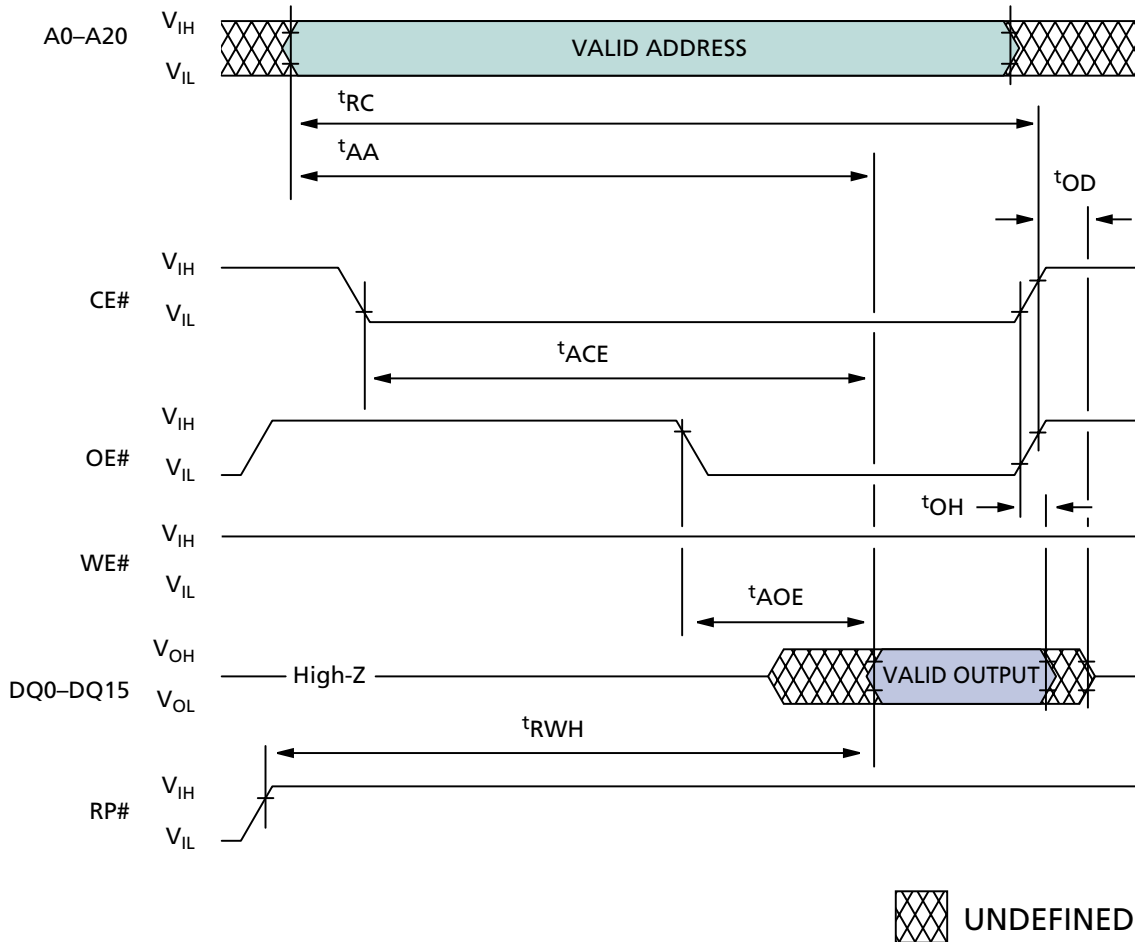 A0–A20
VIH
VIL
VALID ADDRESS
tRC
tAA
tOD
CE#
VIH
VIL
tACE
OE#
VIH
VIL
tOH
WE#
VIH
VIL
tAOE
DQ0–DQ15
VOH
VOL
High-Z
VALID OUTPUT
tRWH
RP#
VIH
VIL
UNDEFINED